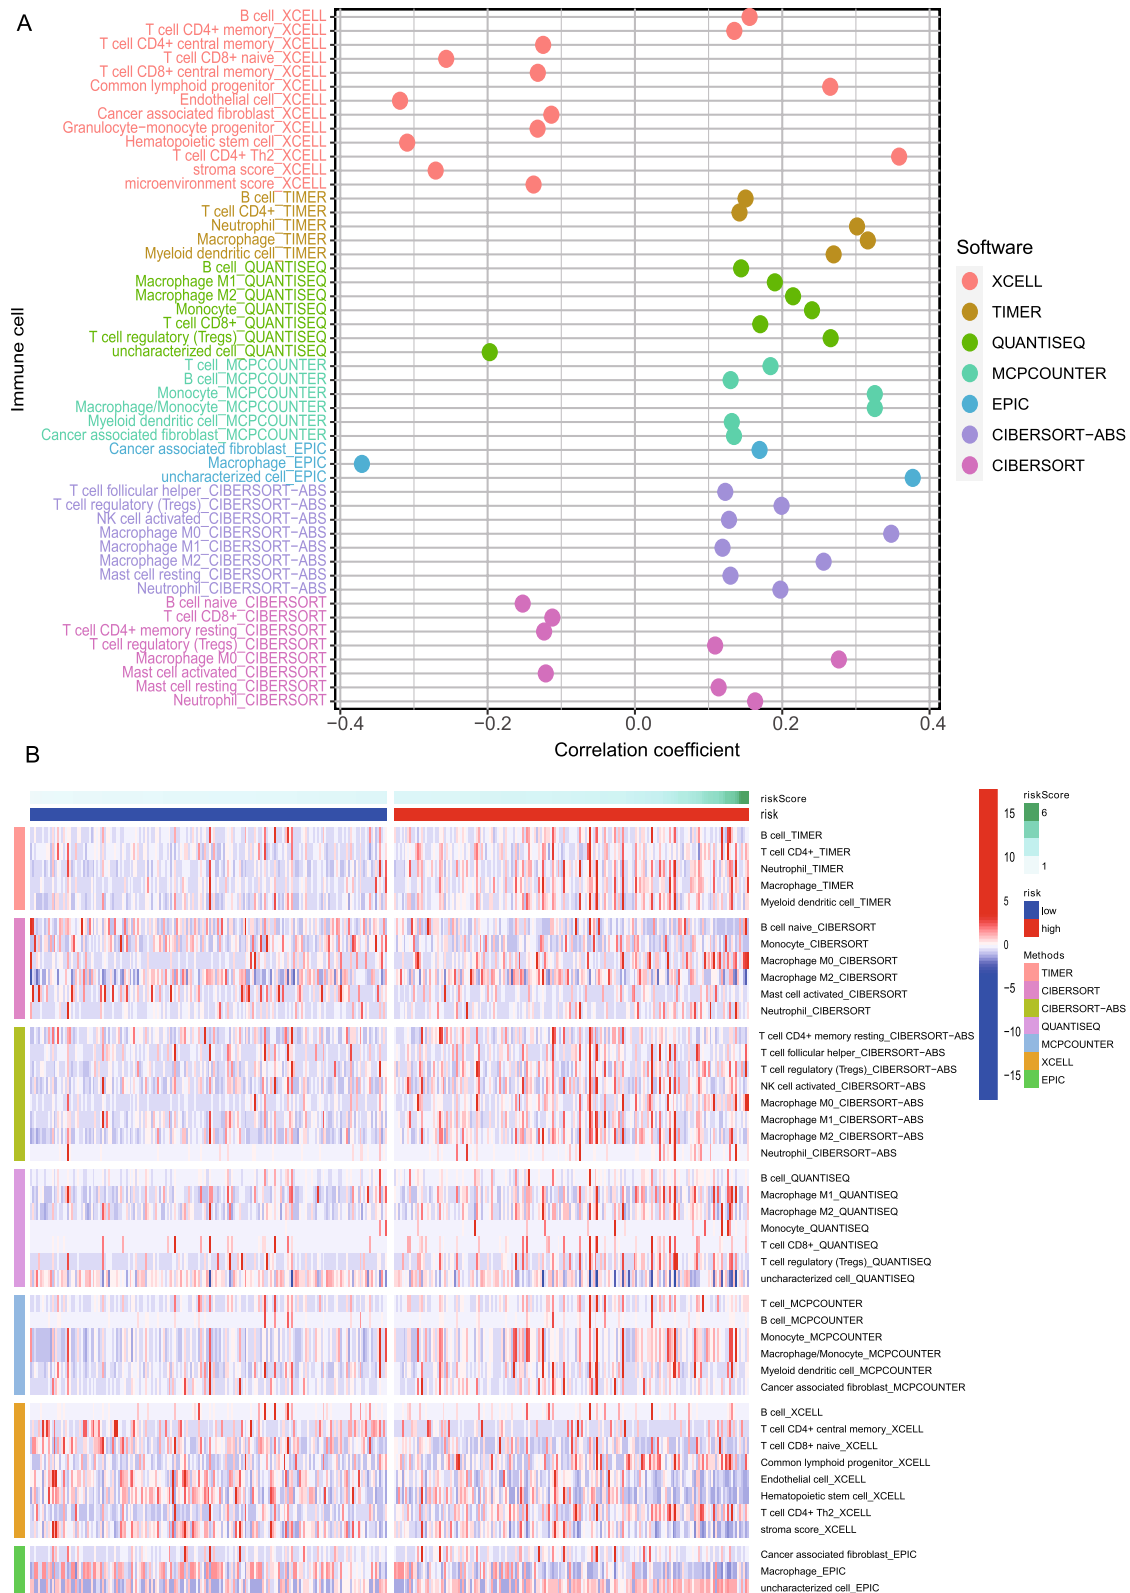 A
B cell_XCELL
T cell CD4+ memory_XCELL
T cell CD4+ central memory_XCELL
T cell CD8+ naive_XCELL
T cell CD8+ central memory_XCELL
Common lymphoid progenitor_XCELL
Endothelial cell_XCELL
Cancer associated fibroblast_XCELL
Granulocyte−monocyte progenitor_XCELL
Hematopoietic stem cell_XCELL
T cell CD4+ Th2_XCELL
stroma score_XCELL
microenvironment score_XCELL
B cell_TIMER
T cell CD4+_TIMER
Neutrophil_TIMER
Macrophage_TIMER
Myeloid dendritic cell_TIMER
B cell_QUANTISEQ
Macrophage M1_QUANTISEQ
Macrophage M2_QUANTISEQ
Monocyte_QUANTISEQ
T cell CD8+_QUANTISEQ
T cell regulatory (Tregs)_QUANTISEQ
uncharacterized cell_QUANTISEQ
T cell_MCPCOUNTER
B cell_MCPCOUNTER
Monocyte_MCPCOUNTER
Macrophage/Monocyte_MCPCOUNTER
Myeloid dendritic cell_MCPCOUNTER
Cancer associated fibroblast_MCPCOUNTER
Cancer associated fibroblast_EPIC
Macrophage_EPIC
uncharacterized cell_EPIC
T cell follicular helper_CIBERSORT−ABS
T cell regulatory (Tregs)_CIBERSORT−ABS
NK cell activated_CIBERSORT−ABS
Macrophage M0_CIBERSORT−ABS
Macrophage M1_CIBERSORT−ABS
Macrophage M2_CIBERSORT−ABS
Mast cell resting_CIBERSORT−ABS
Neutrophil_CIBERSORT−ABS
B cell naive_CIBERSORT
T cell CD8+_CIBERSORT
T cell CD4+ memory resting_CIBERSORT
T cell regulatory (Tregs)_CIBERSORT
Macrophage M0_CIBERSORT
Mast cell activated_CIBERSORT
Mast cell resting_CIBERSORT
Neutrophil_CIBERSORT
Immune cell
−0.4 −0.2 0.0 0.2 0.4
Correlation coefficient
Software
XCELL
TIMER
QUANTISEQ
MCPCOUNTER
EPIC
CIBERSORT−ABS
CIBERSORT
B
riskScore
risk
B cell_TIMER
T cell CD4+_TIMER
Neutrophil_TIMER
Macrophage_TIMER
Myeloid dendritic cell_TIMER
B cell naive_CIBERSORT
Monocyte_CIBERSORT
Macrophage M0_CIBERSORT
Macrophage M2_CIBERSORT
Mast cell activated_CIBERSORT
Neutrophil_CIBERSORT
T cell CD4+ memory resting_CIBERSORT−ABS
T cell follicular helper_CIBERSORT−ABS
T cell regulatory (Tregs)_CIBERSORT−ABS
NK cell activated_CIBERSORT−ABS
Macrophage M0_CIBERSORT−ABS
Macrophage M1_CIBERSORT−ABS
Macrophage M2_CIBERSORT−ABS
Neutrophil_CIBERSORT−ABS
B cell_QUANTISEQ
Macrophage M1_QUANTISEQ
Macrophage M2_QUANTISEQ
Monocyte_QUANTISEQ
T cell CD8+_QUANTISEQ
T cell regulatory (Tregs)_QUANTISEQ
uncharacterized cell_QUANTISEQ
T cell_MCPCOUNTER
B cell_MCPCOUNTER
Monocyte_MCPCOUNTER
Macrophage/Monocyte_MCPCOUNTER
Myeloid dendritic cell_MCPCOUNTER
Cancer associated fibroblast_MCPCOUNTER
B cell_XCELL
T cell CD4+ central memory_XCELL
T cell CD8+ naive_XCELL
Common lymphoid progenitor_XCELL
Endothelial cell_XCELL
Hematopoietic stem cell_XCELL
T cell CD4+ Th2_XCELL
stroma score_XCELL
Cancer associated fibroblast_EPIC
Macrophage_EPIC
uncharacterized cell_EPIC
15
10
5
0
−5
−10
−15
riskScore
6
1
risk
low
high
Methods
TIMER
CIBERSORT
CIBERSORT−ABS
QUANTISEQ
MCPCOUNTER
XCELL
EPIC